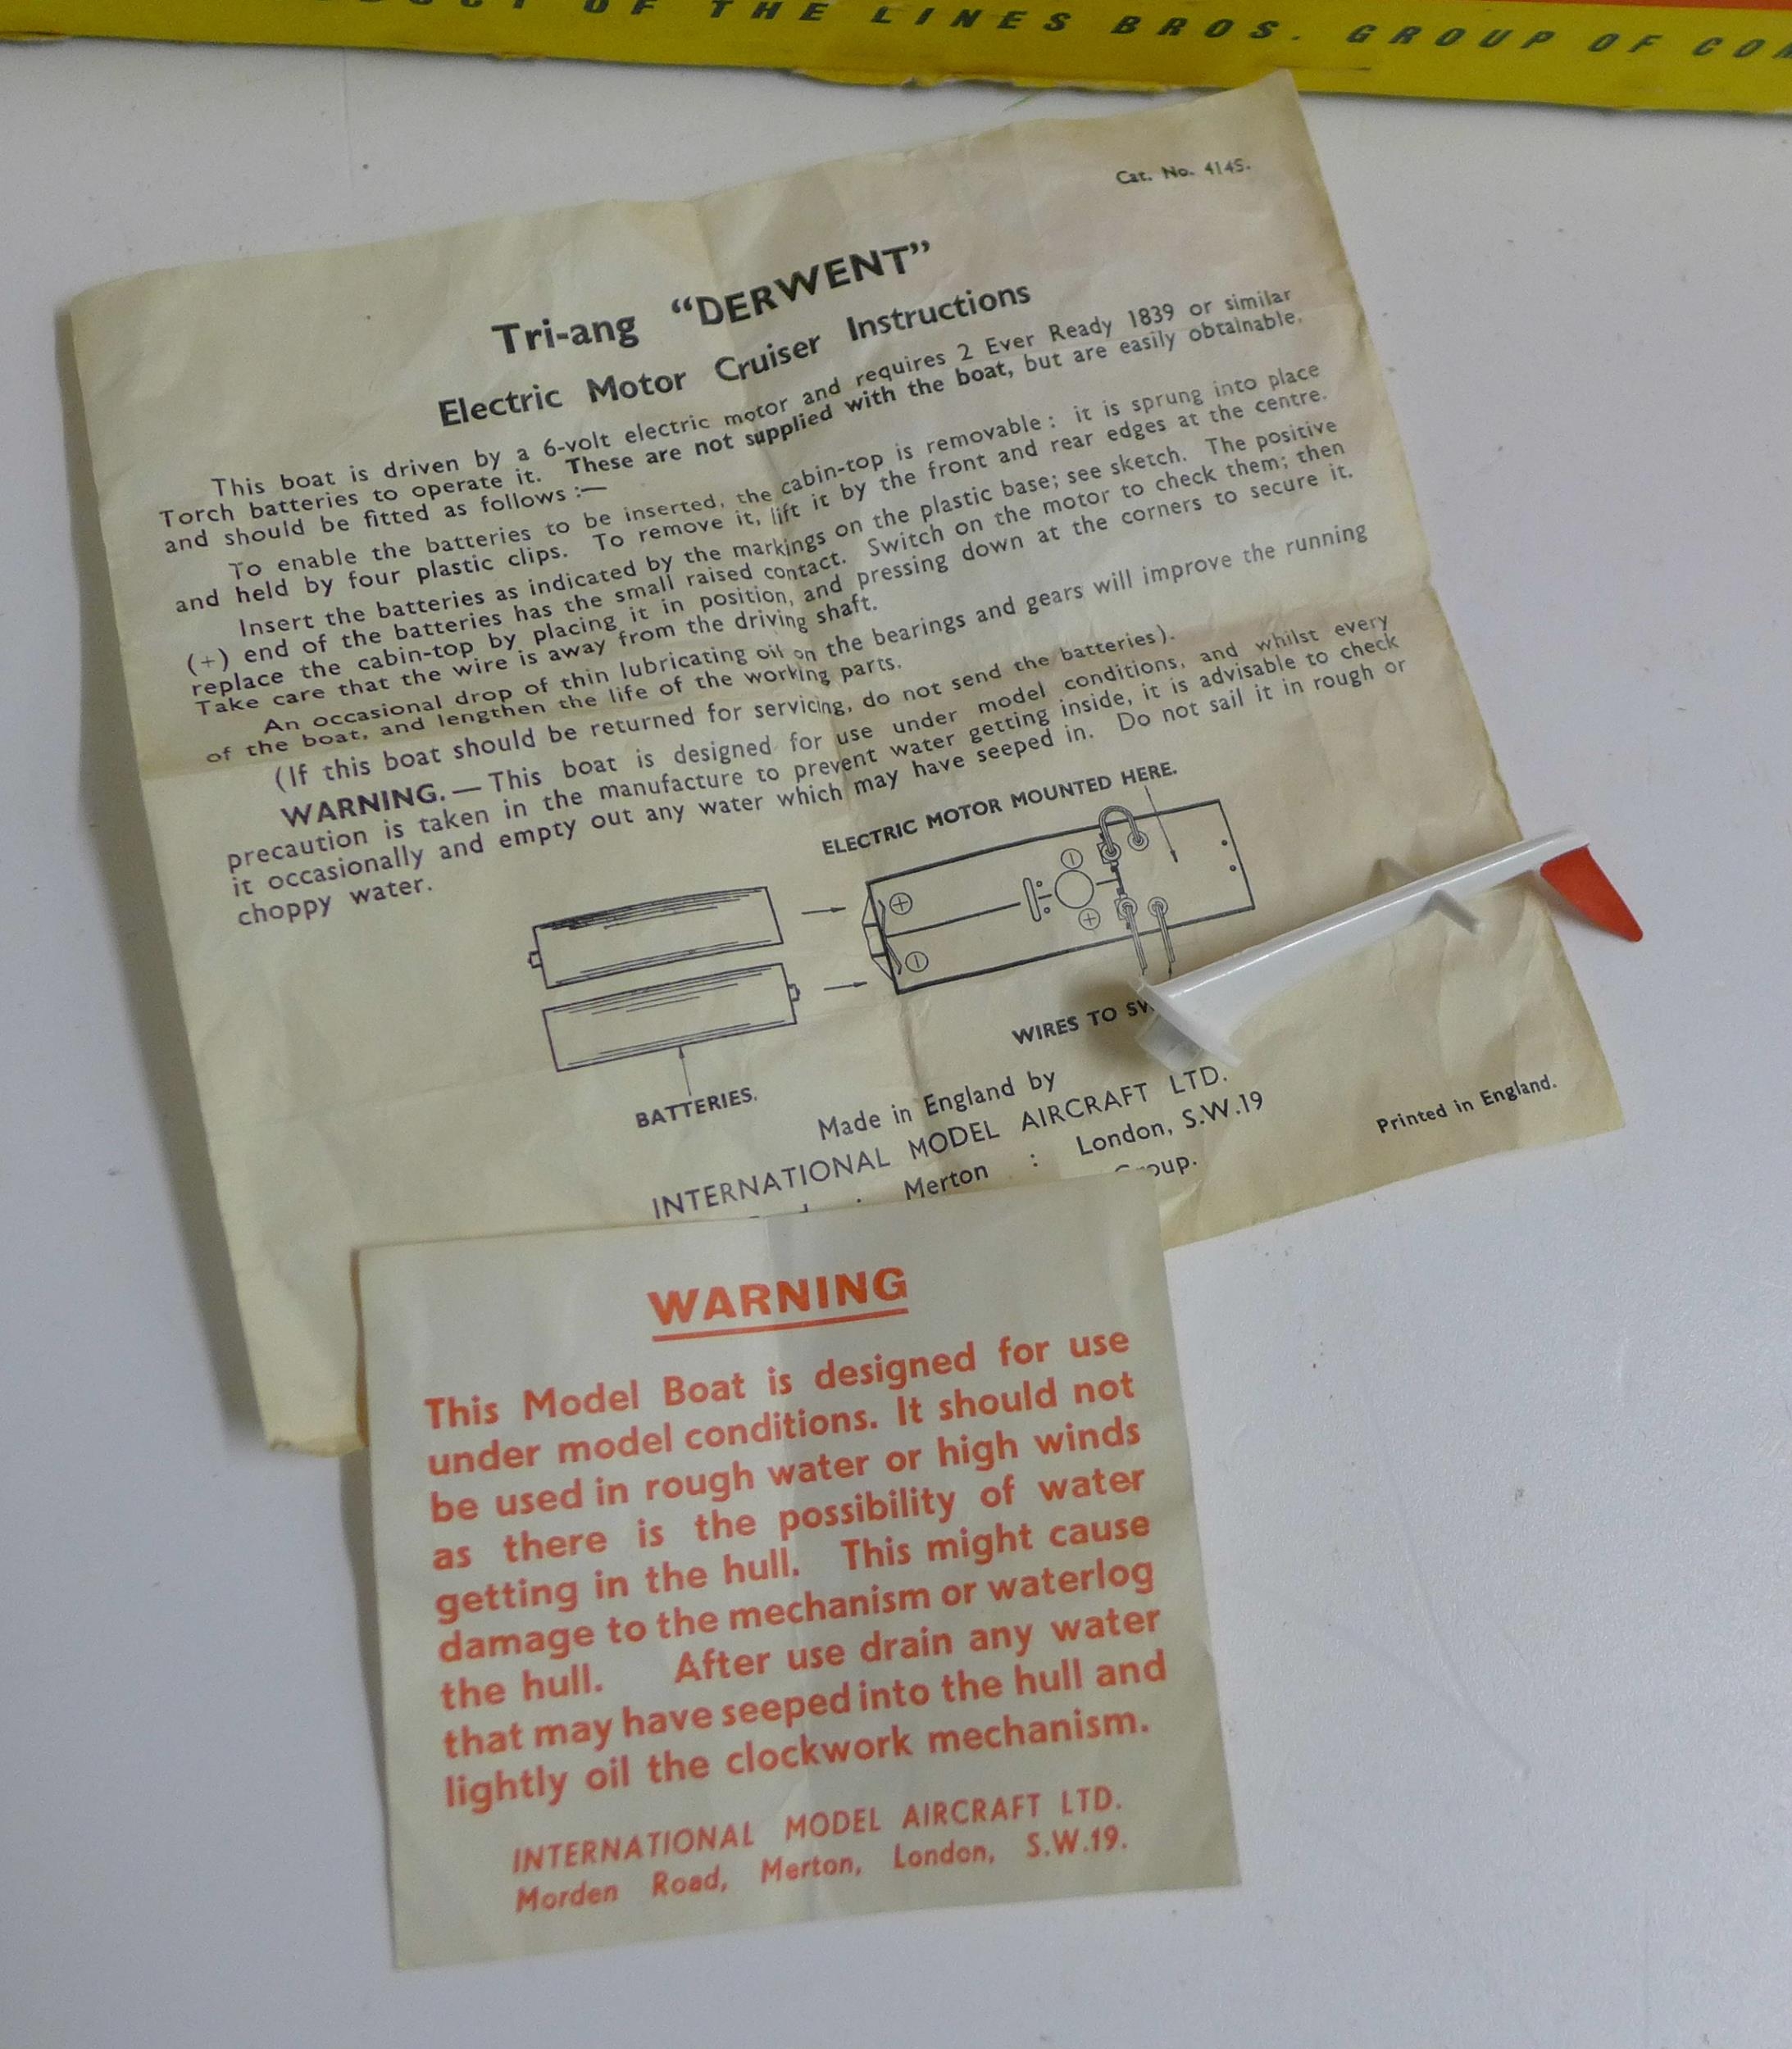 OF THE LINES BROS. GROUP OF
Cat. No. 414S.
Tri-ang "DERWENT"
Electric Motor Cruiser Instructions
This boat is driven by a 6-volt electric motor and requires 2 Ever Ready 1839 or similar
Torch batteries to operate it. These are not supplied with the boat, but are easily obtainable.
and should be fitted as follows :—
To enable the batteries to be inserted, the cabin-top is removable : it is sprung into place
and held by four plastic clips. To remove it, lift it by the front and rear edges at the centre.
Insert the batteries as indicated by the markings on the plastic base; see sketch. The positive
(+) end of the batteries has the small raised contact. Switch on the motor to check them; then
replace the cabin-top by placing it in position, and pressing down at the corners to secure it.
Take care that the wire is away from the driving shaft.
An occasional drop of thin lubricating oil on the bearings and gears will improve the running
of the boat, and lengthen the life of the working parts.
(If this boat should be returned for servicing, do not send the batteries).
WARNING. — This boat is designed for use under model conditions, and whilst every
precaution is taken in the manufacture to prevent water getting inside, it is advisable to check
it occasionally and empty out any water which may have seeped in. Do not sail it in rough or
choppy water.
ELECTRIC MOTOR MOUNTED HERE.
+
−
−
+
WIRES TO
BATTERIES.
Made in England by
INTERNATIONAL MODEL AIRCRAFT LTD.
: Merton : London, S.W.19
Printed in England.
WARNING
This Model Boat is designed for use
under model conditions. It should not
be used in rough water or high winds
as there is the possibility of water
getting in the hull. This might cause
damage to the mechanism or waterlog
the hull. After use drain any water
that may have seeped into the hull and
lightly oil the clockwork mechanism.
INTERNATIONAL MODEL AIRCRAFT LTD.
Morden Road, Merton, London, S.W.19.